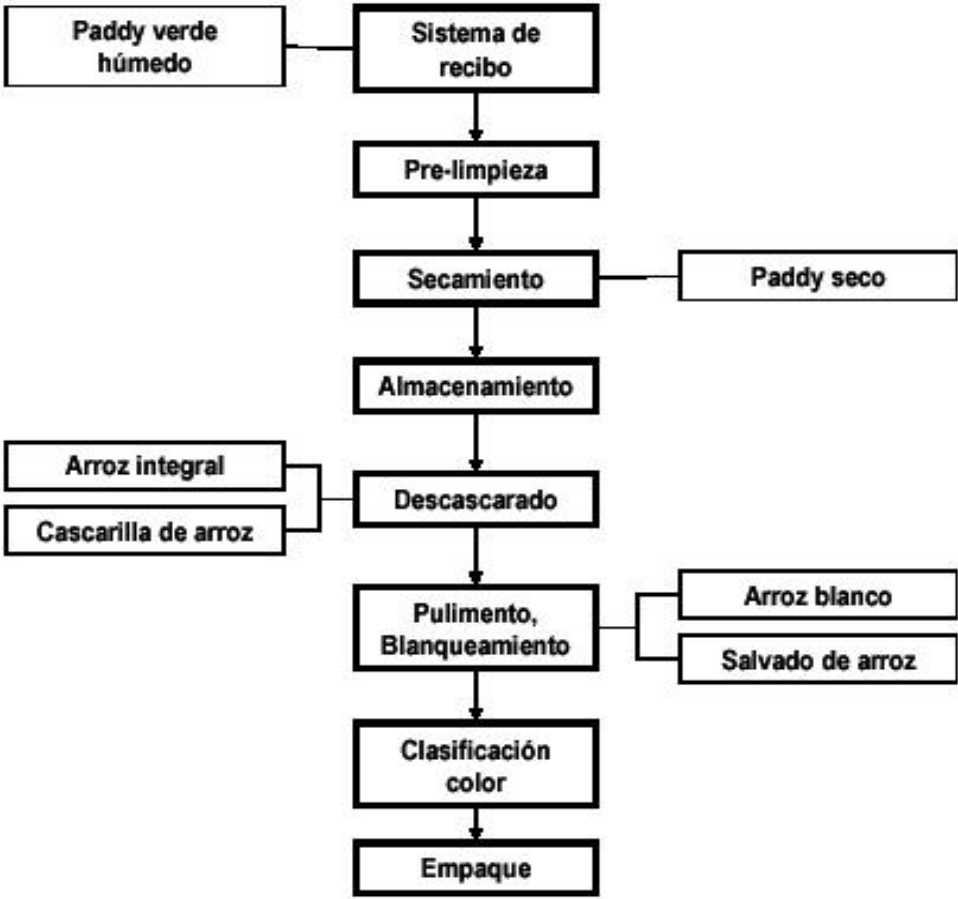 Paddy verde
húmedo
Sistema de
recibo
Pre-limpieza
Secamiento
Paddy seco
Almacenamiento
Arroz integral
Cascarilla de arroz
Descascarado
Pulimento,
Blanqueamiento
Arroz blanco
Salvado de arroz
Clasificación
color
Empaque